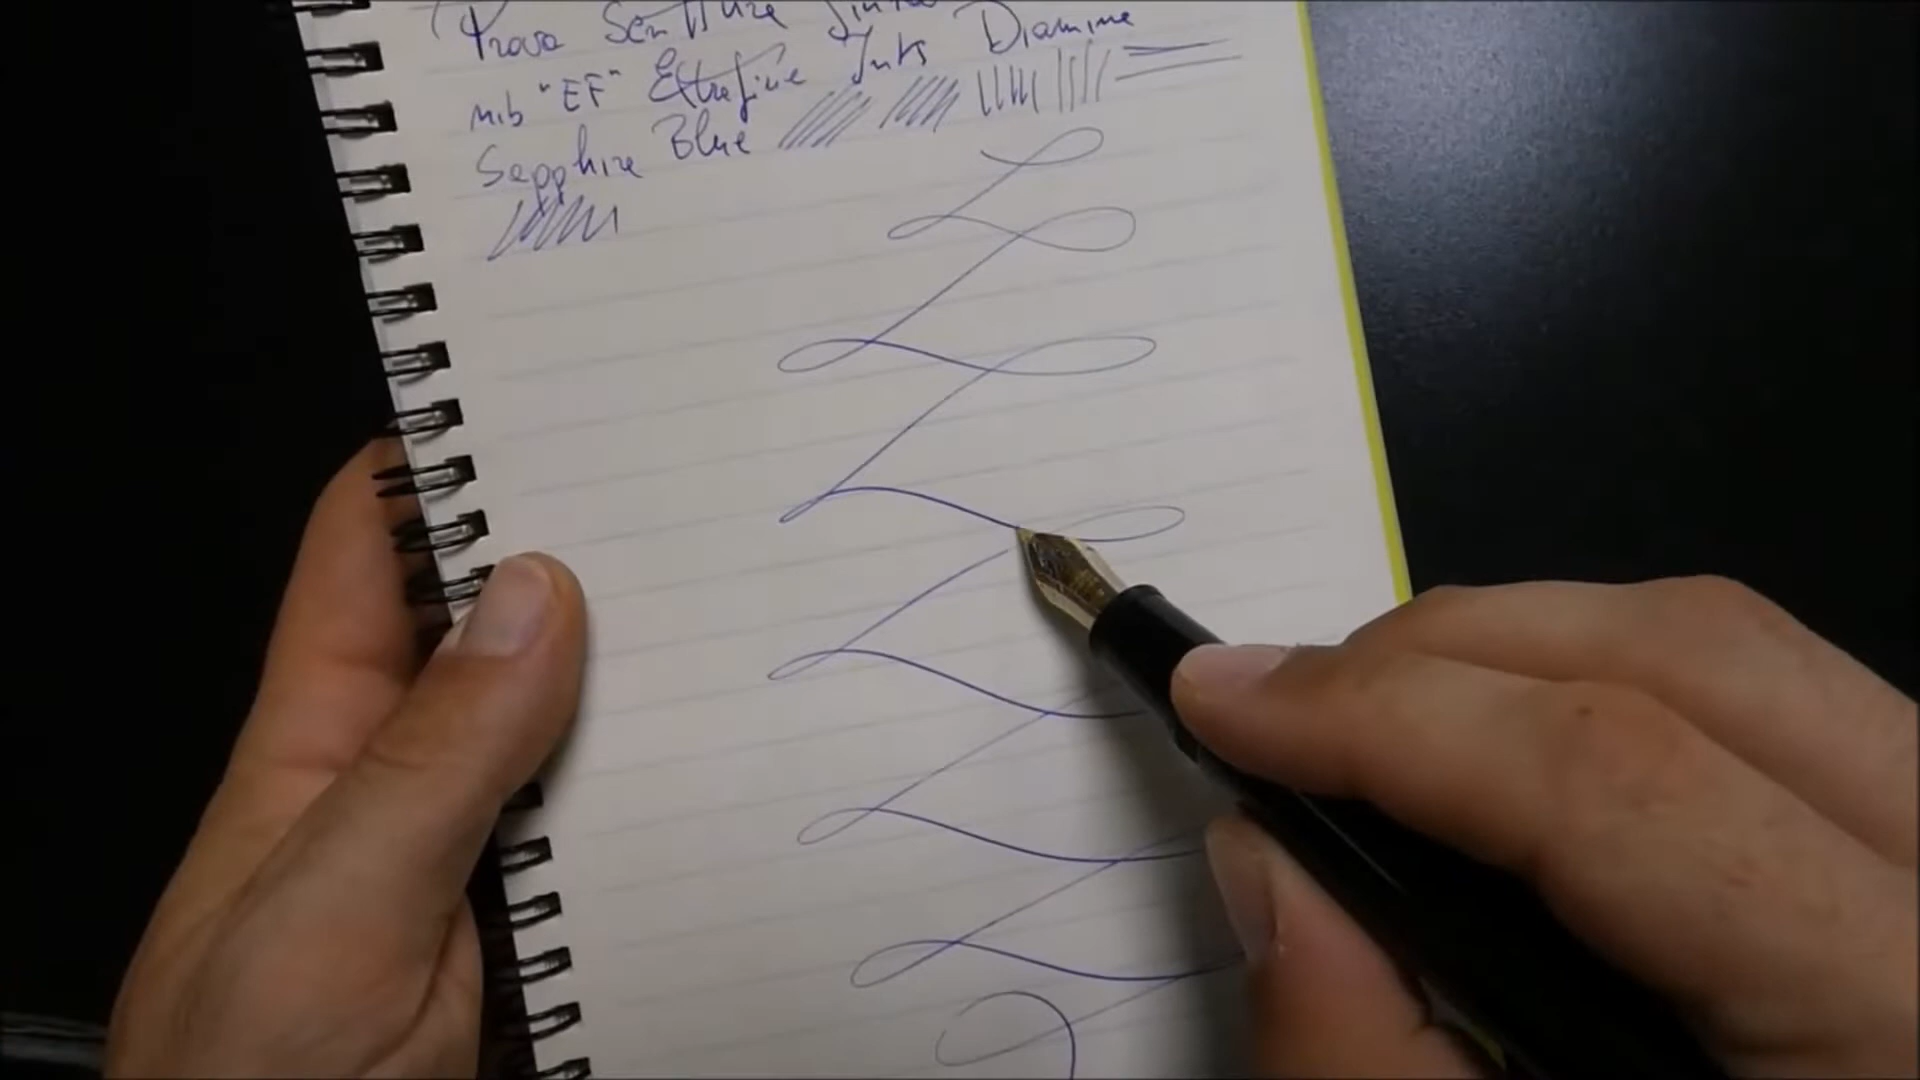 Prova Scrittura
nib "EF" Extrafine Inks Diamine
Sapphire Blue